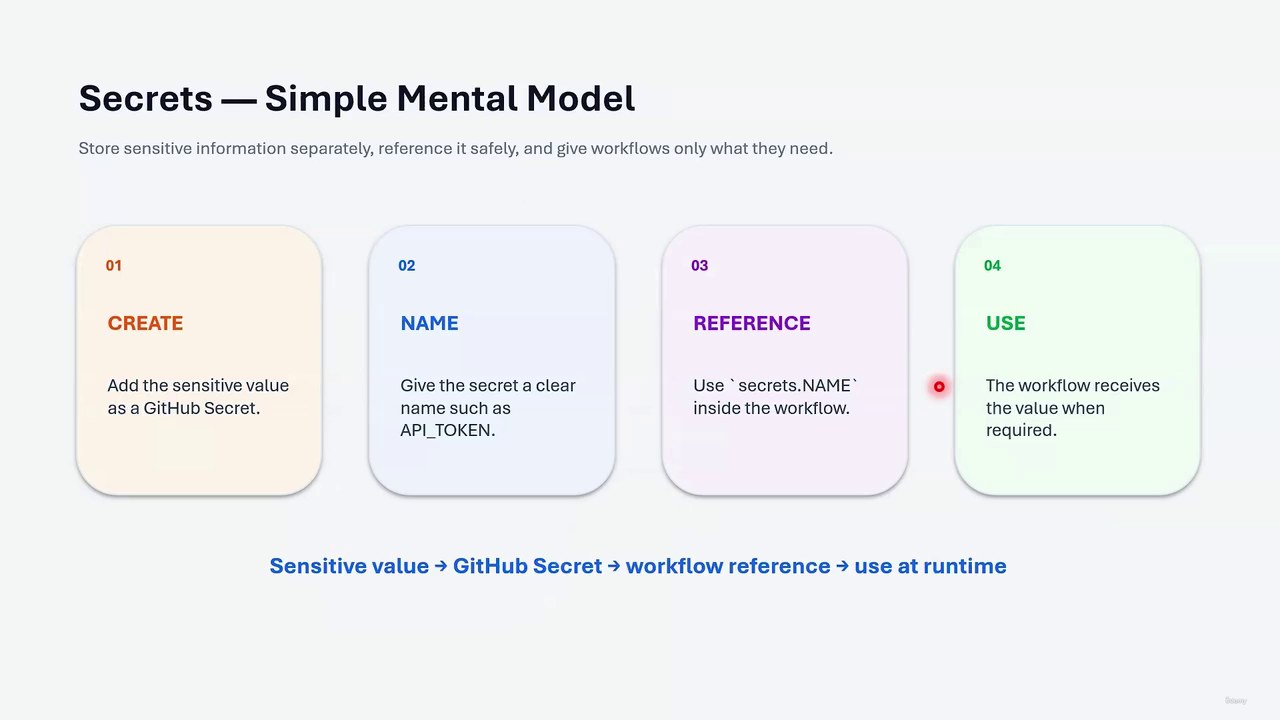 Secrets — Simple Mental Model
Store sensitive information separately, reference it safely, and give workflows only what they need.
01
CREATE
Add the sensitive value
as a GitHub Secret.
02
NAME
Give the secret a clear
name such as
API_TOKEN.
03
REFERENCE
Use `secrets.NAME`
inside the workflow.
04
USE
The workflow receives
the value when
required.
Sensitive value → GitHub Secret → workflow reference → use at runtime